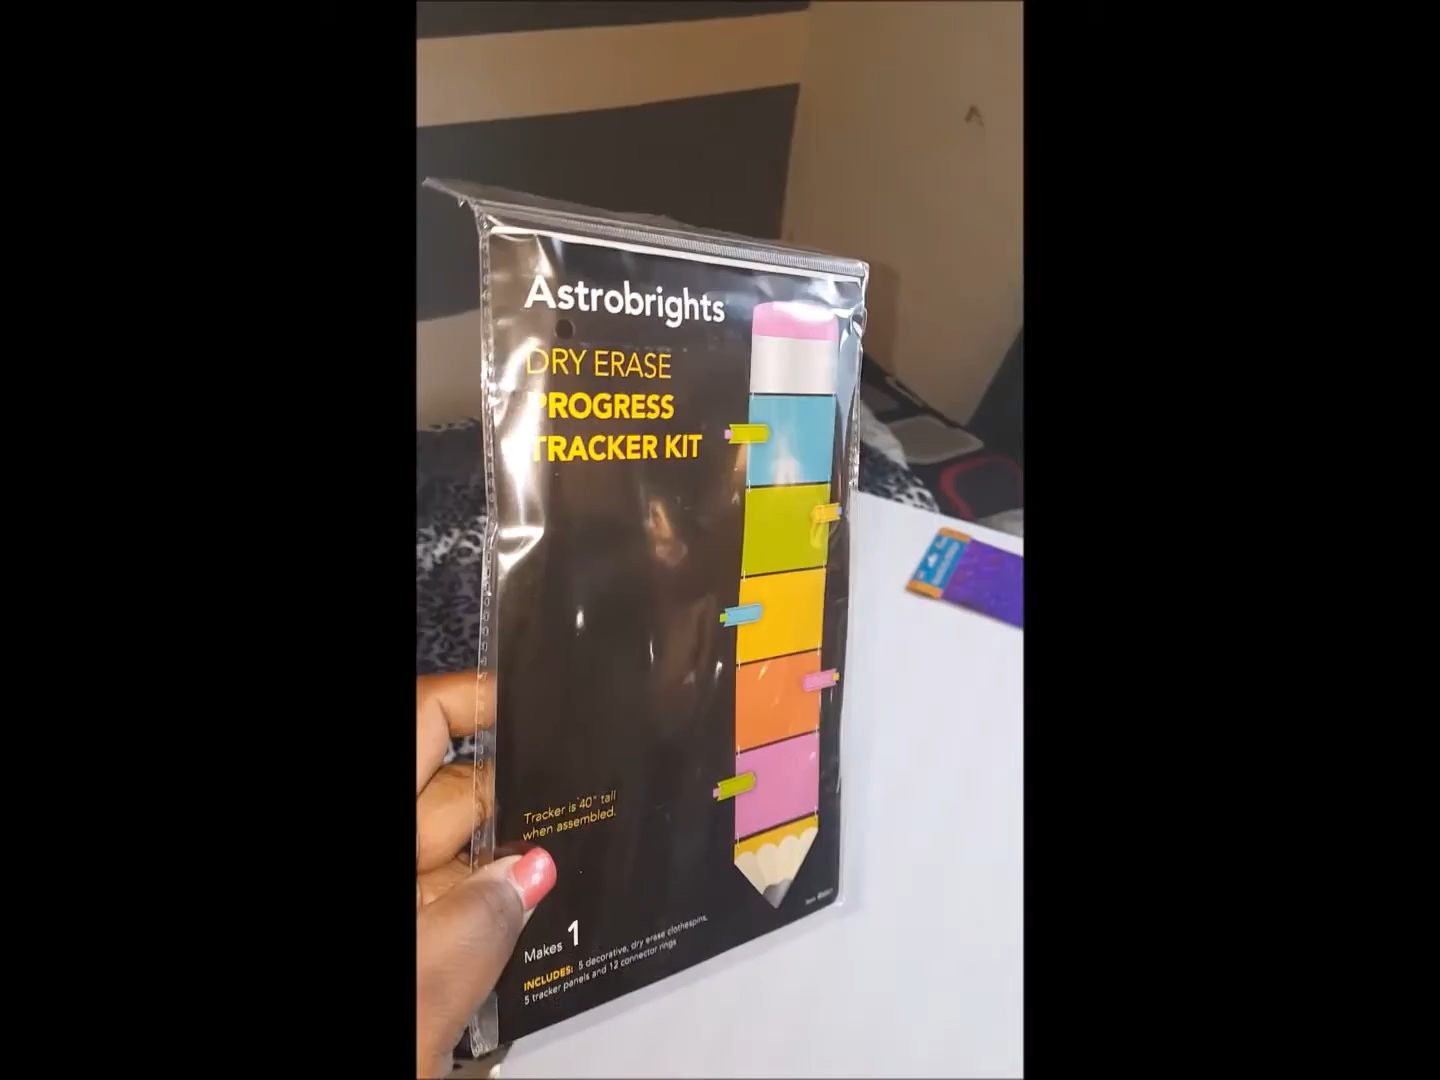 Astrobrights
DRY ERASE
PROGRESS
TRACKER KIT
Tracker is 40" tall
when assembled.
Makes 1
INCLUDES: 5 decorative, dry erase clothespins,
5 tracker panels and 12 connector rings